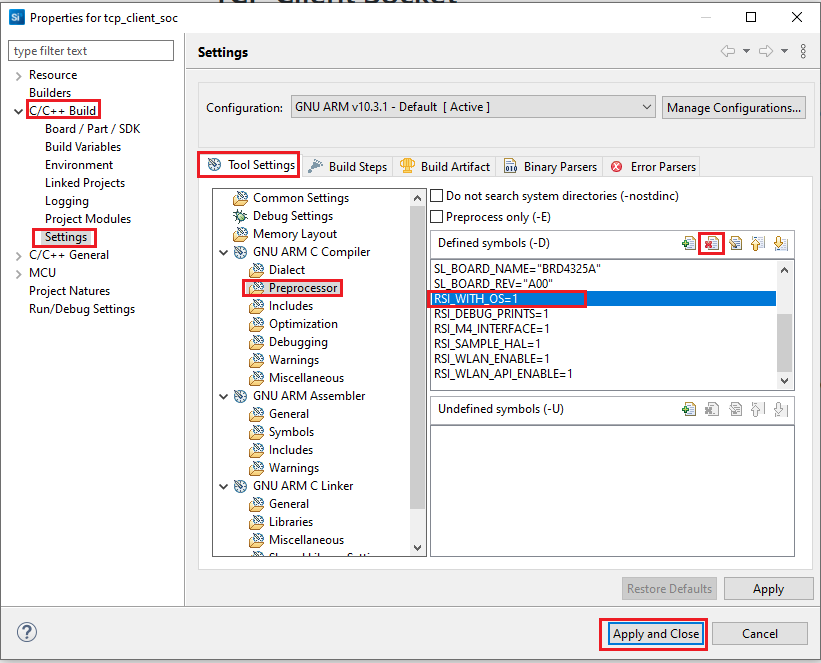 TCP Client Socket
Si
Properties for tcp_client_soc
type filter text
Resource
Builders
C/C++ Build
Board / Part / SDK
Build Variables
Environment
Linked Projects
Logging
Project Modules
Settings
C/C++ General
MCU
Project Natures
Run/Debug Settings
Settings
Configuration: GNU ARM v10.3.1 - Default [ Active ] Manage Configurations...
Tool Settings Build Steps Build Artifact Binary Parsers Error Parsers
Common Settings
Debug Settings
Memory Layout
GNU ARM C Compiler
Dialect
Preprocessor
Includes
Optimization
Debugging
Warnings
Miscellaneous
GNU ARM Assembler
General
Symbols
Includes
Warnings
GNU ARM C Linker
General
Libraries
Miscellaneous
Do not search system directories (-nostdinc)
Preprocess only (-E)
Defined symbols (-D)
SL_BOARD_NAME="BRD4325A"
SL_BOARD_REV="A00"
RSI_WITH_OS=1
RSI_DEBUG_PRINTS=1
RSI_M4_INTERFACE=1
RSI_SAMPLE_HAL=1
RSI_WLAN_ENABLE=1
RSI_WLAN_API_ENABLE=1
Undefined symbols (-U)
Restore Defaults Apply
? Apply and Close Cancel